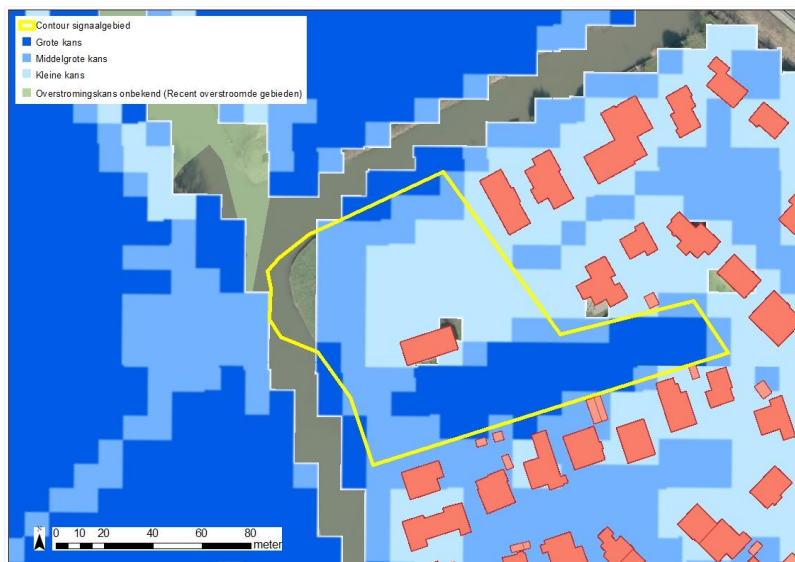 Contour signaalgebied
Grote kans
Middelgrote kans
Kleine kans
Overstromingskans onbekend (Recent overstroomde gebieden)
N
0 10 20 40 60 80
meter